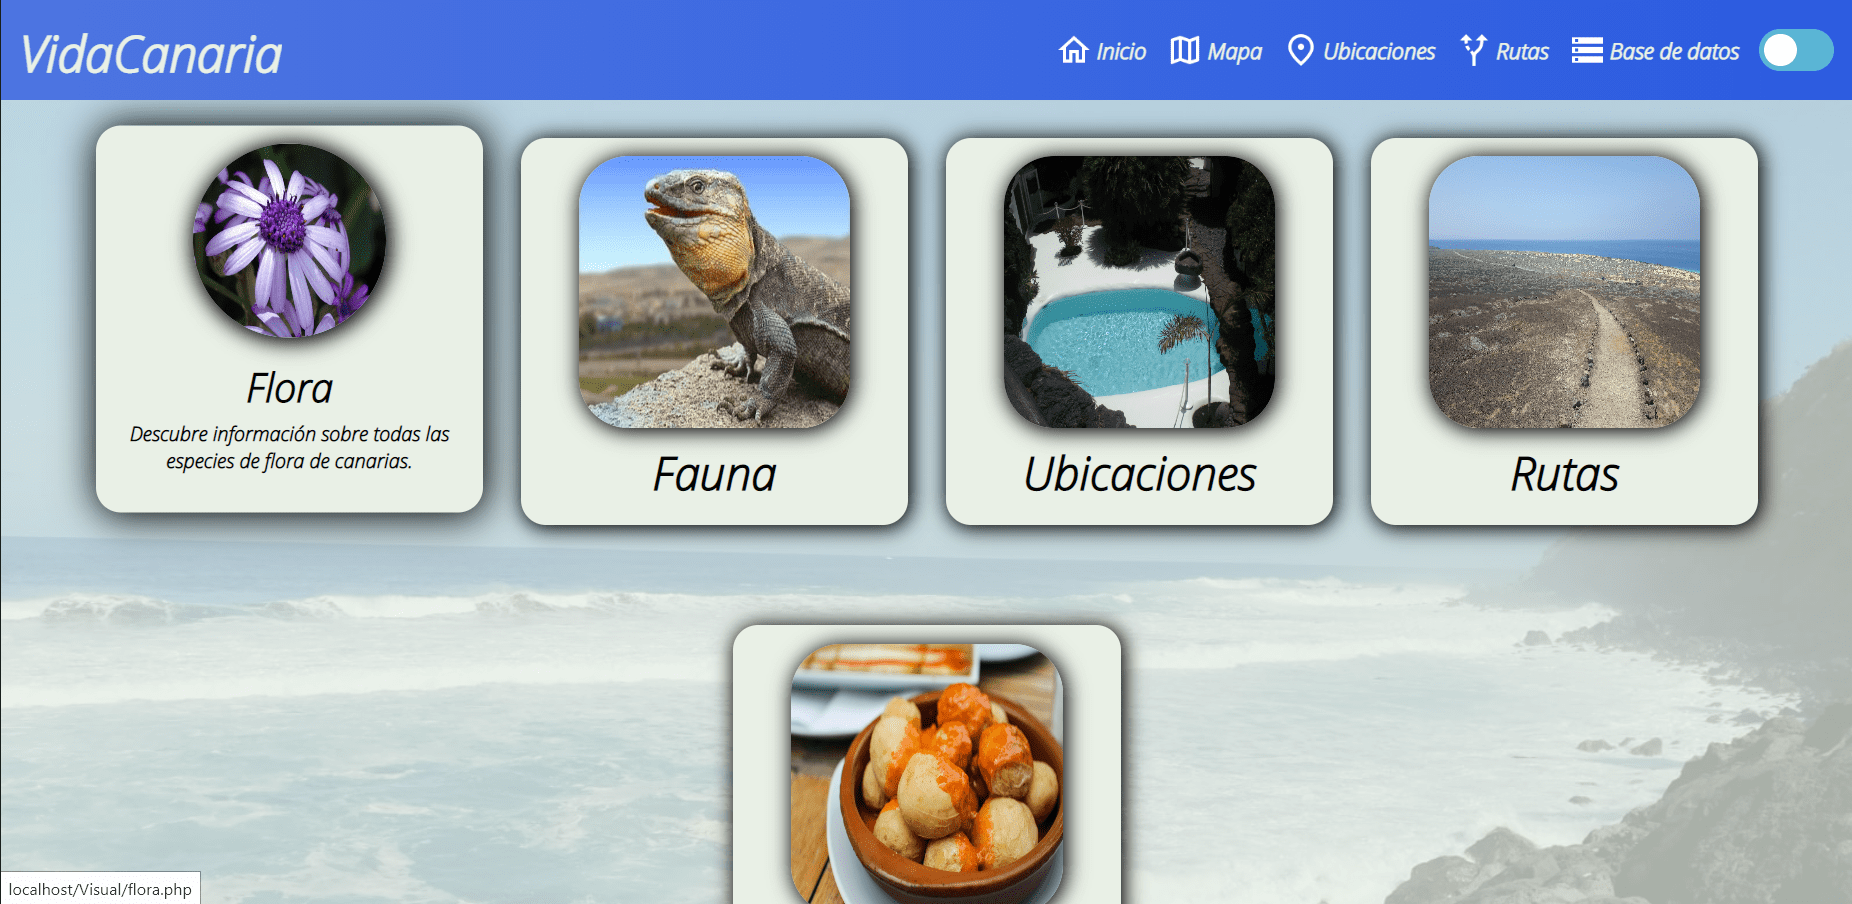 VidaCanaria
Inicio
Mapa
Ubicaciones
Rutas
Base de datos
Flora
Descubre información sobre todas las
especies de flora de canarias.
Fauna
Ubicaciones
Rutas
localhost/Visual/flora.php